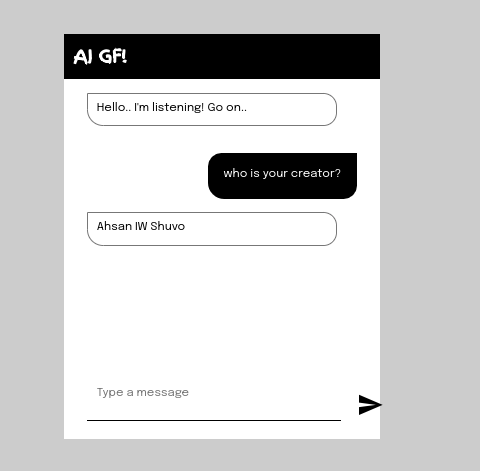 AI GF!
Hello.. I'm listening! Go on..
who is your creator?
Ahsan IW Shuvo
Type a message